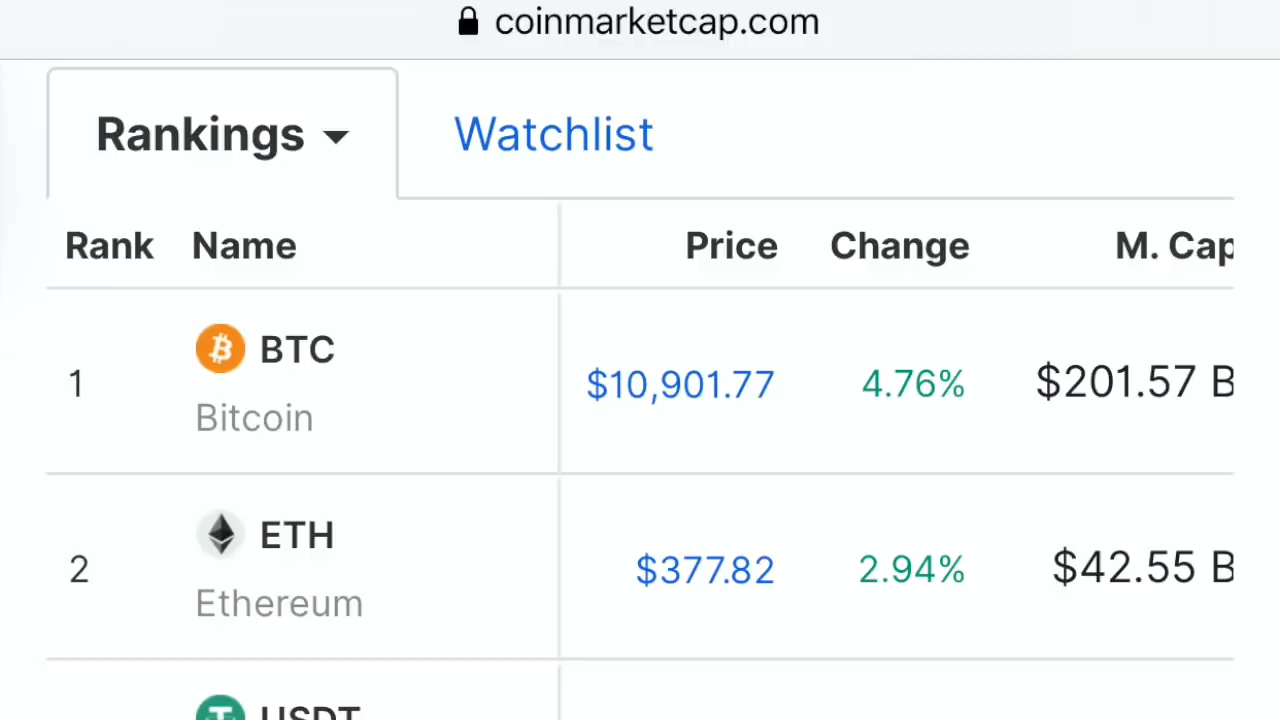 coinmarketcap.com
Rankings Watchlist
Rank Name Price Change M. Cap
BTC
1 $10,901.77 4.76% $201.57 B
Bitcoin
ETH
2 $377.82 2.94% $42.55 B
Ethereum
USDT